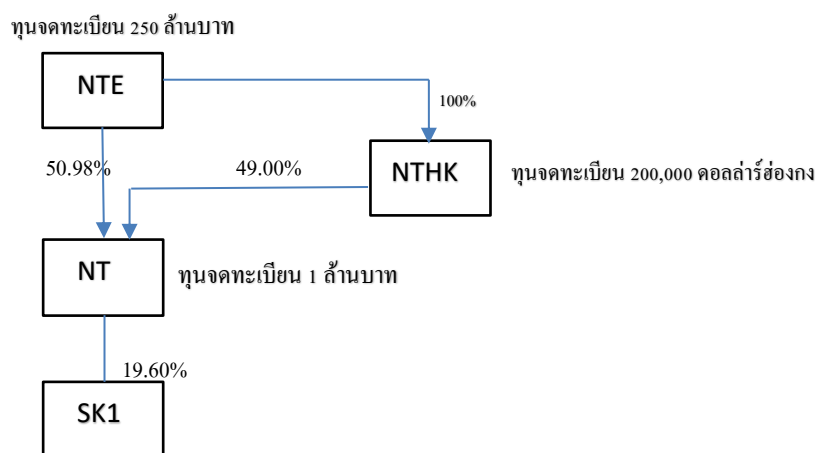 ทุนจดทะเบียน 250 ล้านบาท
NTE
100%
50.98%
49.00%
NTHK
ทุนจดทะเบียน 200,000 ดอลล่าร์ฮ่องกง
NT
ทุนจดทะเบียน 1 ล้านบาท
19.60%
SK1